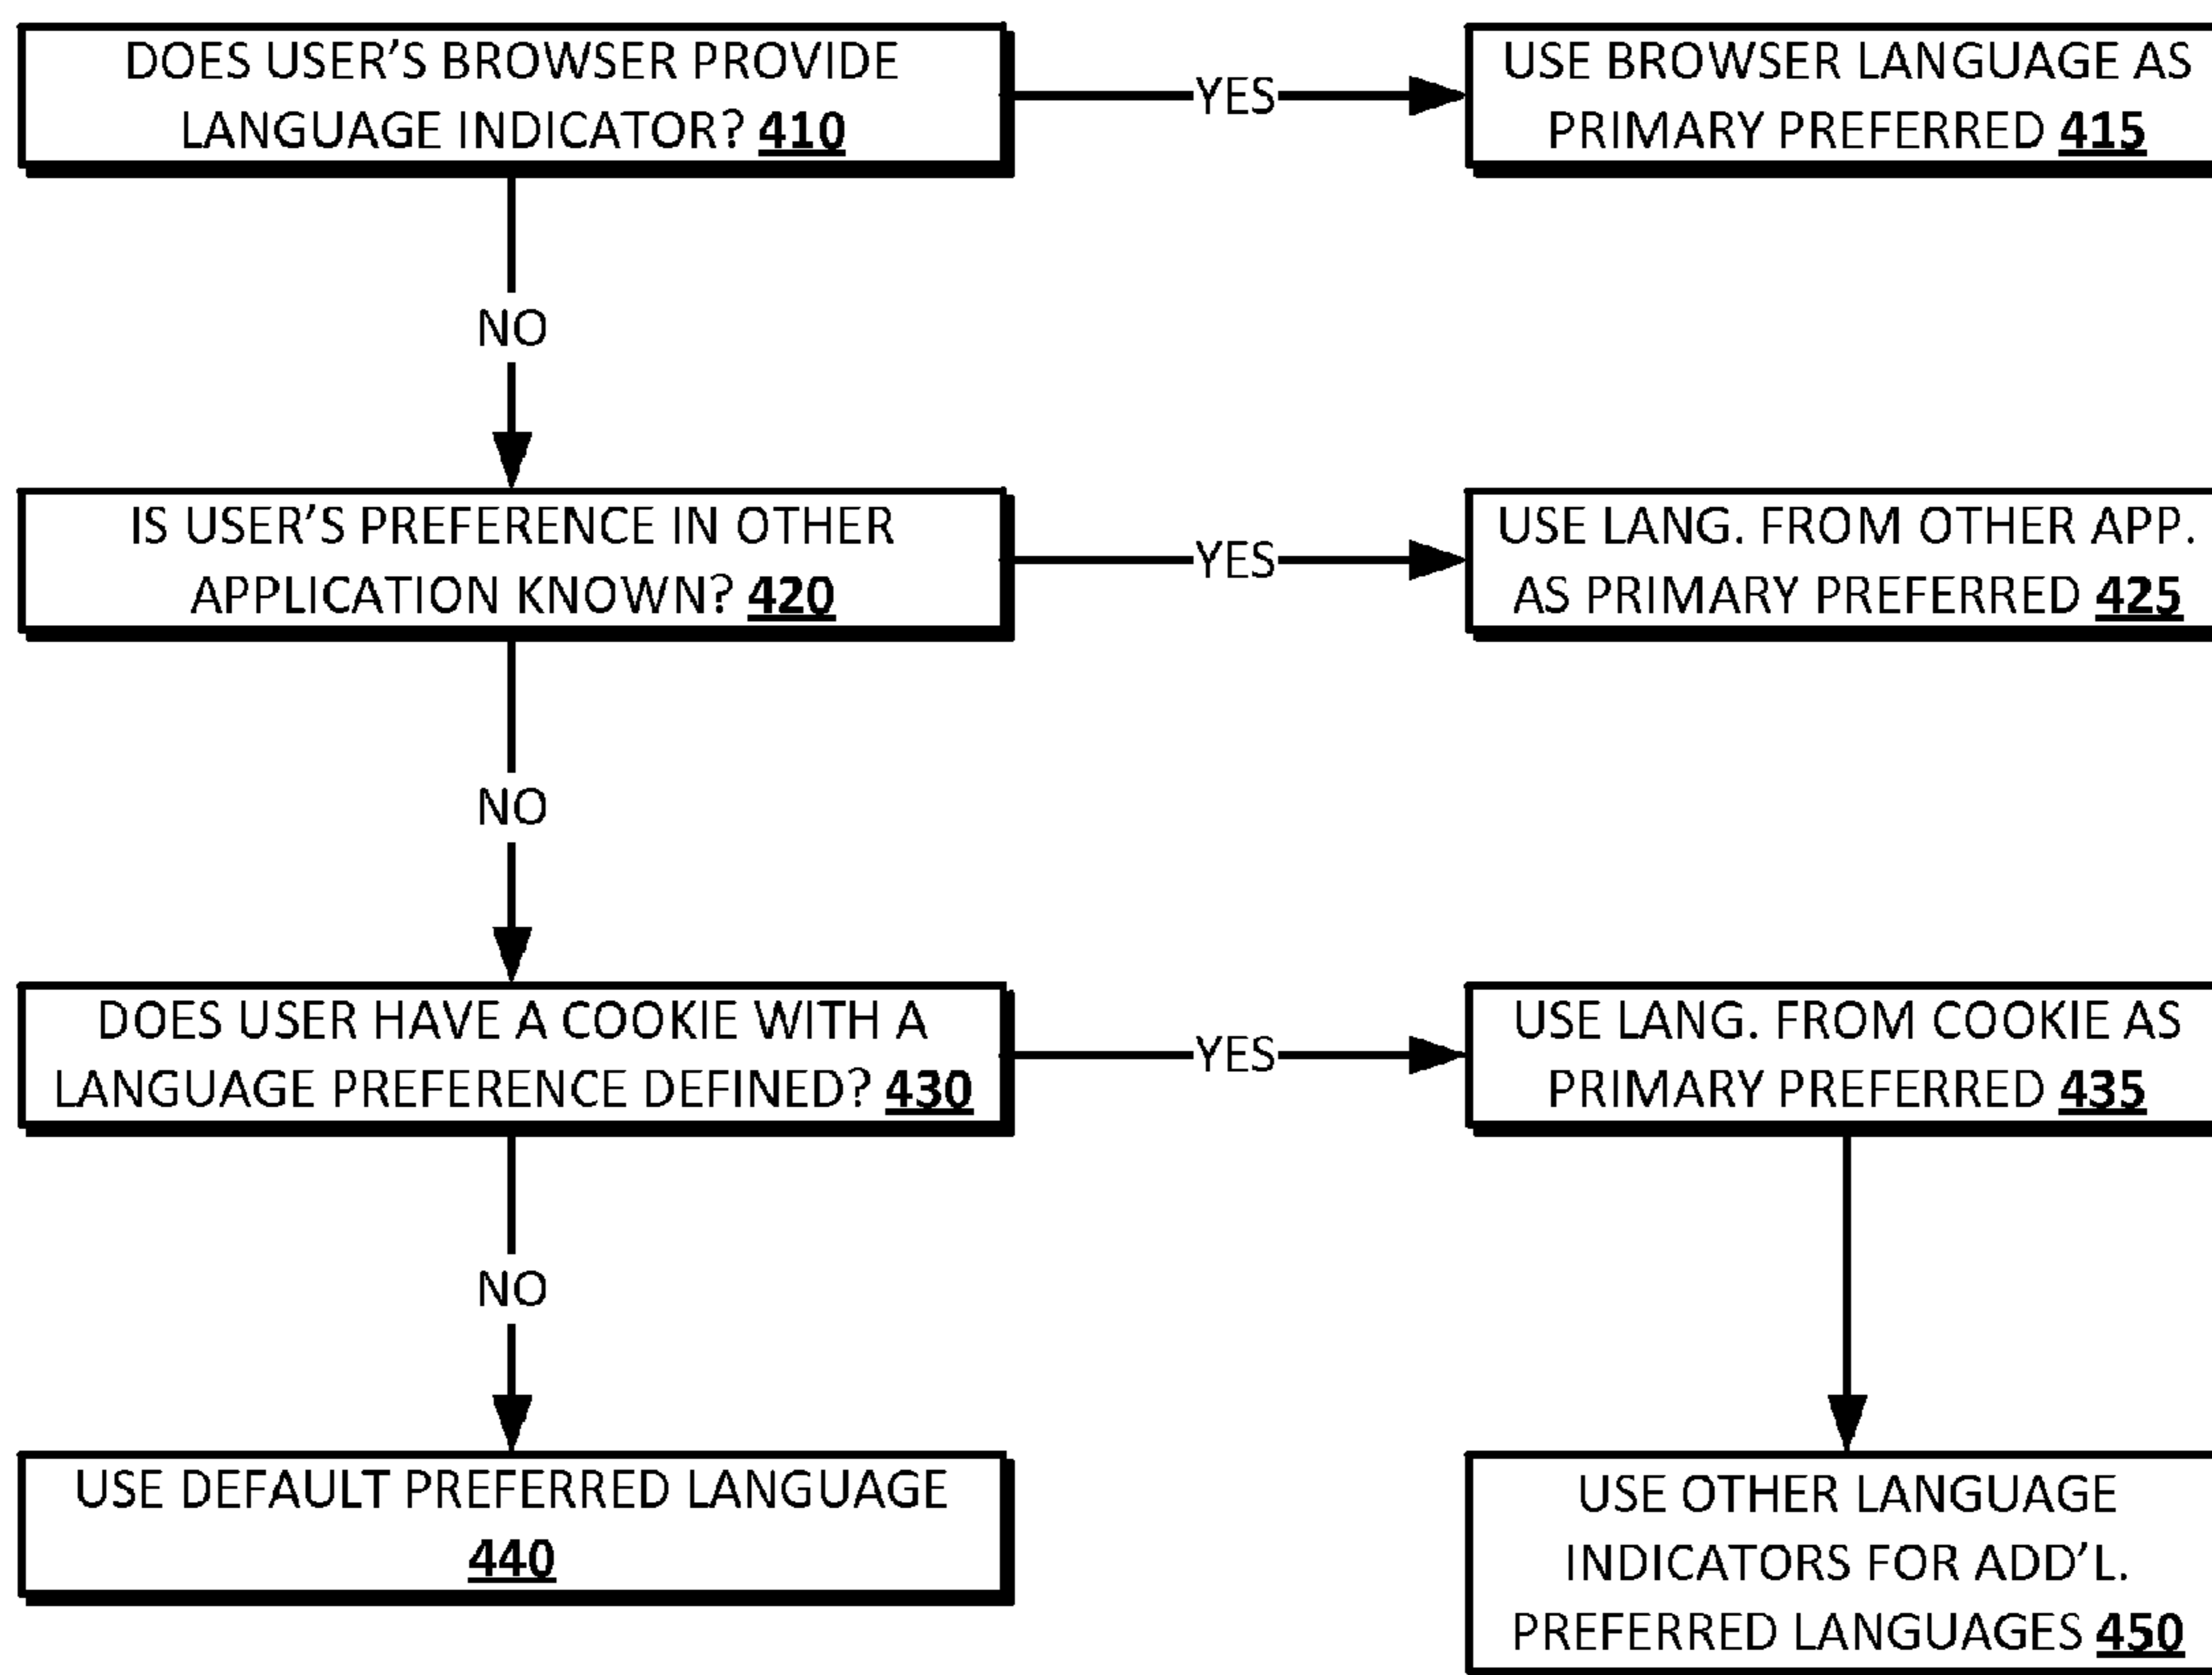 DOES USER’S BROWSER PROVIDE
LANGUAGE INDICATOR? 410
YES
USE BROWSER LANGUAGE AS
PRIMARY PREFERRED 415
NO
IS USER’S PREFERENCE IN OTHER
APPLICATION KNOWN? 420
YES
USE LANG. FROM OTHER APP.
AS PRIMARY PREFERRED 425
NO
DOES USER HAVE A COOKIE WITH A
LANGUAGE PREFERENCE DEFINED? 430
YES
USE LANG. FROM COOKIE AS
PRIMARY PREFERRED 435
NO
USE DEFAULT PREFERRED LANGUAGE
440
USE OTHER LANGUAGE
INDICATORS FOR ADD’L.
PREFERRED LANGUAGES 450